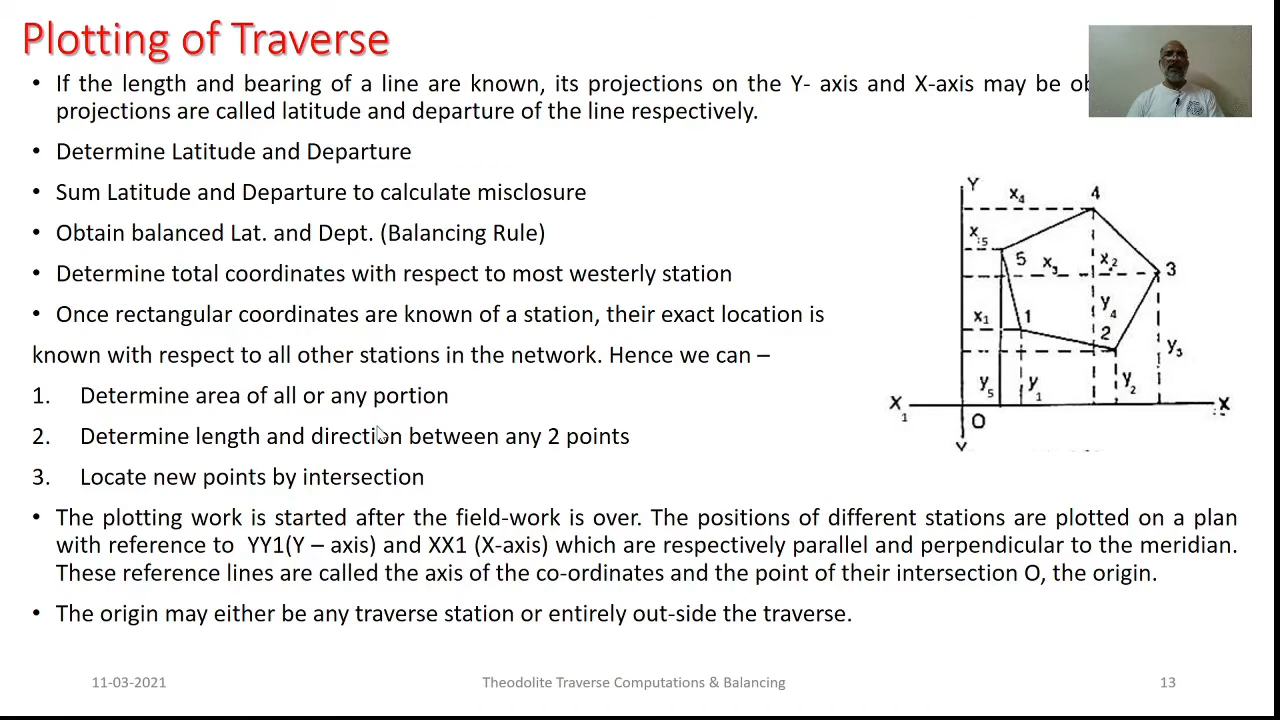 Plotting of Traverse
• If the length and bearing of a line are known, its projections on the Y- axis and X-axis may be
projections are called latitude and departure of the line respectively.
• Determine Latitude and Departure
• Sum Latitude and Departure to calculate misclosure
• Obtain balanced Lat. and Dept. (Balancing Rule)
• Determine total coordinates with respect to most westerly station
• Once rectangular coordinates are known of a station, their exact location is
known with respect to all other stations in the network. Hence we can –
1. Determine area of all or any portion
2. Determine length and direction between any 2 points
3. Locate new points by intersection
• The plotting work is started after the field-work is over. The positions of different stations are plotted on a plan
with reference to YY1(Y – axis) and XX1 (X-axis) which are respectively parallel and perpendicular to the meridian.
These reference lines are called the axis of the co-ordinates and the point of their intersection O, the origin.
• The origin may either be any traverse station or entirely out-side the traverse.
Y
X4
4
X5
5
X3
X2
3
X1
1
Y4
2
Y3
Y5
Y1
Y2
X1
X
O
Y
11-03-2021
Theodolite Traverse Computations & Balancing
13